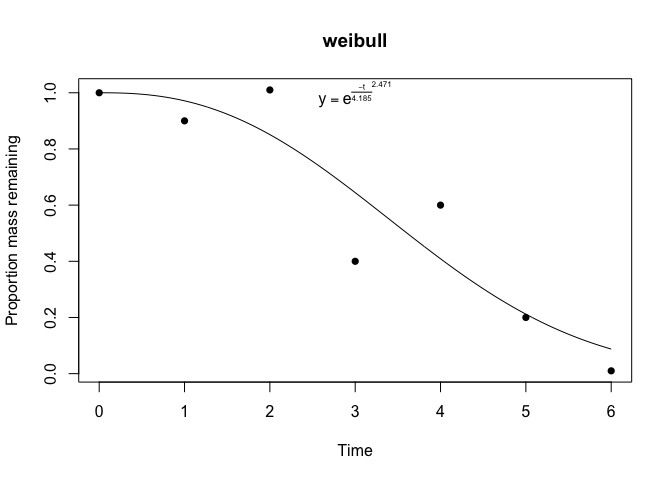 weibull
y = e^(−t/4.185)^2.471
Proportion mass remaining
1.0
0.8
0.6
0.4
0.2
0.0
0 1 2 3 4 5 6
Time